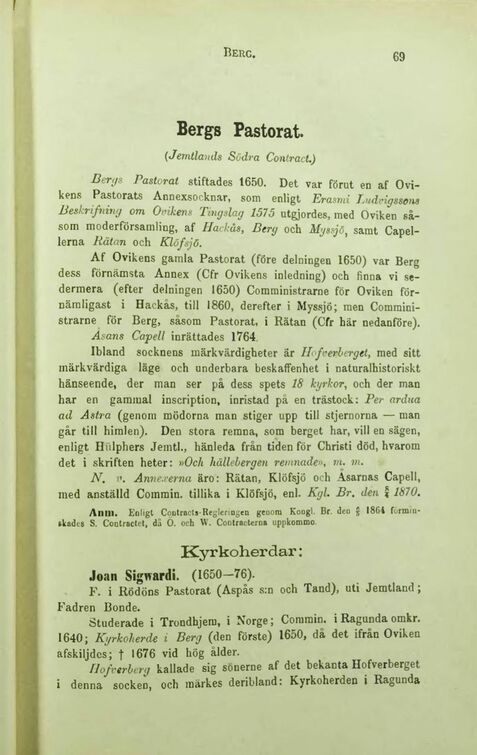 BERG.
69
Bergs Pastorat.
(Jemtlands Södra Contract.)
Bergs Pastorat stiftades 1650. Det var förut en af Ovi-
kens Pastorats Annexsocknar, som enligt Erasmi Ludvigssons
Beskrifning om Ovikens Tingslag 1575 utgjordes, med Oviken så-
som moderförsamling, af Hackås, Berg och Myssjö, samt Capel-
lerna Rätan och Klöfsjö.
Af Ovikens gamla Pastorat (före delningen 1650) var Berg
dess förnämsta Annex (Cfr Ovikens inledning) och finna vi se-
dermera (efter delningen 1650) Comministrarne för Oviken för-
nämligast i Hackås, till 1860, derefter i Myssjö; men Commini-
strarne för Berg, såsom Pastorat, i Rätan (Cfr här nedanföre).
Åsans Capell inrättades 1764.
Ibland socknens märkvärdigheter är Hofverberget, med sitt
märkvärdiga läge och underbara beskaffenhet i naturalhistoriskt
hänseende, der man ser på dess spets 18 kyrkor, och der man
har en gammal inscription, inristad på en trästock: Per ardua
ad Astra (genom mödorna man stiger upp till stjernorna — man
går till himlen). Den stora remna, som berget har, vill en sägen,
enligt Hülphers Jemtl., hänleda från tiden för Christi död, hvarom
det i skriften heter: »Och hällebergen remnade», m. m.
N. v. Annexerna äro: Rätan, Klöfsjö och Åsarnas Capell,
med anställd Commin. tillika i Klöfsjö, enl. Kgl. Br. den 1870.
Anm. Enligt Contracts-Regleringen genom Kongl. Br. den 1864 formin-
skades S. Contractet, då O. och W. Contracterna uppkommo.
Kyrkoherdar:
Joan Sigwardi. (1650—76).
F. i Rödöns Pastorat (Aspås s:n och Tand), uti Jemtland;
Fadren Bonde.
Studerade i Trondhjem, i Norge; Commin. i Ragunda omkr.
1640; Kyrkoherde i Berg (den förste) 1650, då det ifrån Oviken
afskiljdes; † 1676 vid hög ålder.
Hofverberg kallade sig sönerne af det bekanta Hofverberget
i denna socken, och märkes deribland: Kyrkoherden i Ragunda